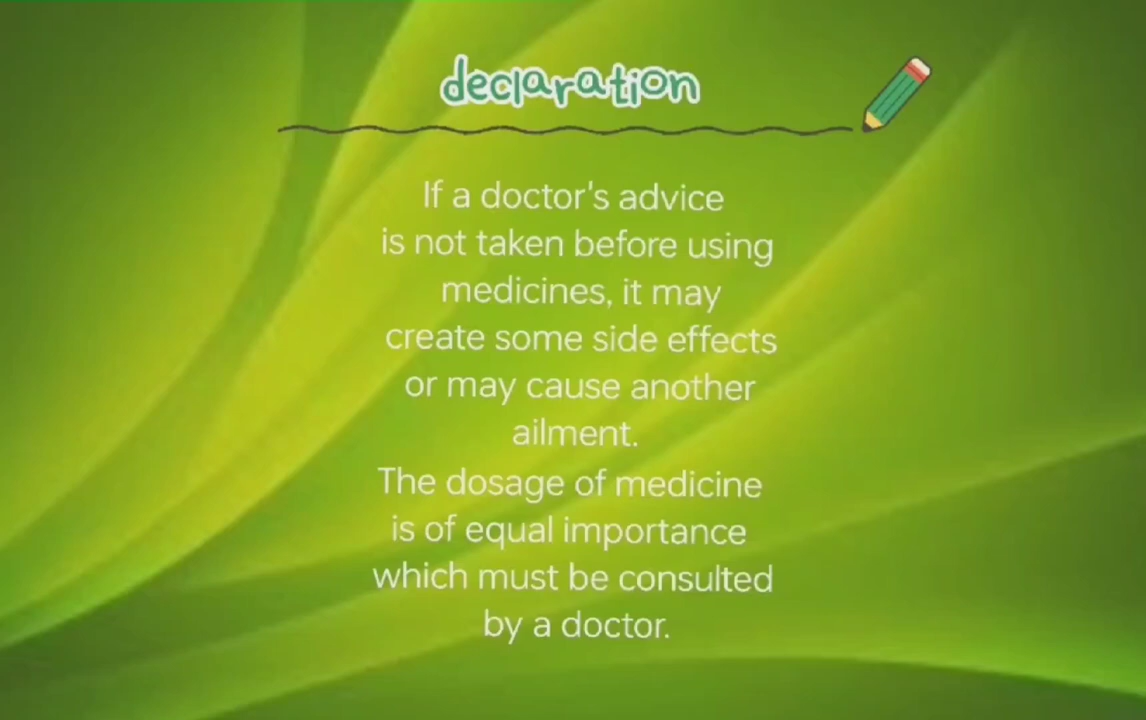 declaration
If a doctor's advice
is not taken before using
medicines, it may
create some side effects
or may cause another
ailment.
The dosage of medicine
is of equal importance
which must be consulted
by a doctor.